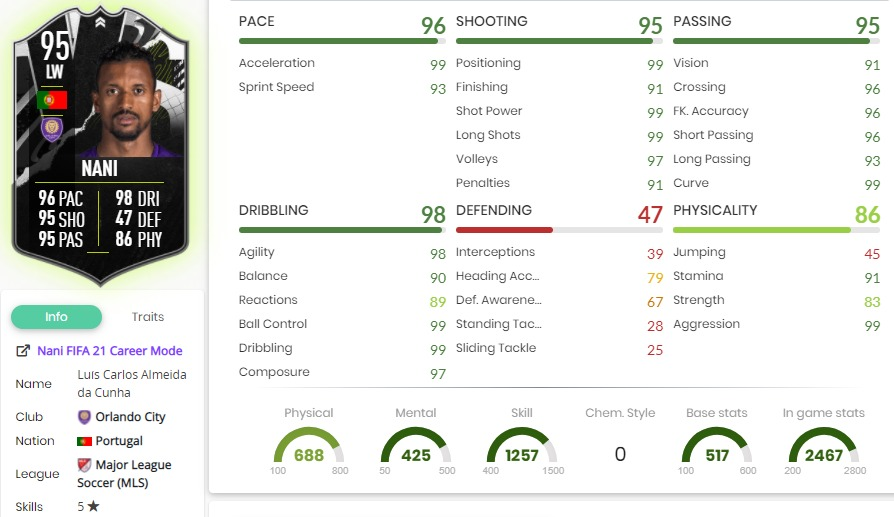 95
LW
NANI
96 PAC 98 DRI
95 SHO 47 DEF
95 PAS 86 PHY
Info Traits
Nani FIFA 21 Career Mode
Name Luís Carlos Almeida
da Cunha
Club Orlando City
Nation Portugal
League Major League
Soccer (MLS)
Skills 5 ★
PACE 96
Acceleration 99
Sprint Speed 93
SHOOTING 95
Positioning 99
Finishing 91
Shot Power 99
Long Shots 99
Volleys 97
Penalties 91
PASSING 95
Vision 91
Crossing 96
FK. Accuracy 96
Short Passing 96
Long Passing 93
Curve 99
DRIBBLING 98
Agility 98
Balance 90
Reactions 89
Ball Control 99
Dribbling 99
Composure 97
DEFENDING 47
Interceptions 39
Heading Acc... 79
Def. Awarene... 67
Standing Tac... 28
Sliding Tackle 25
PHYSICALITY 86
Jumping 45
Stamina 91
Strength 83
Aggression 99
Physical
688
100 800
Mental
425
50 500
Skill
1257
400 1500
Chem. Style
0
Base stats
517
100 600
In game stats
2467
200 2800